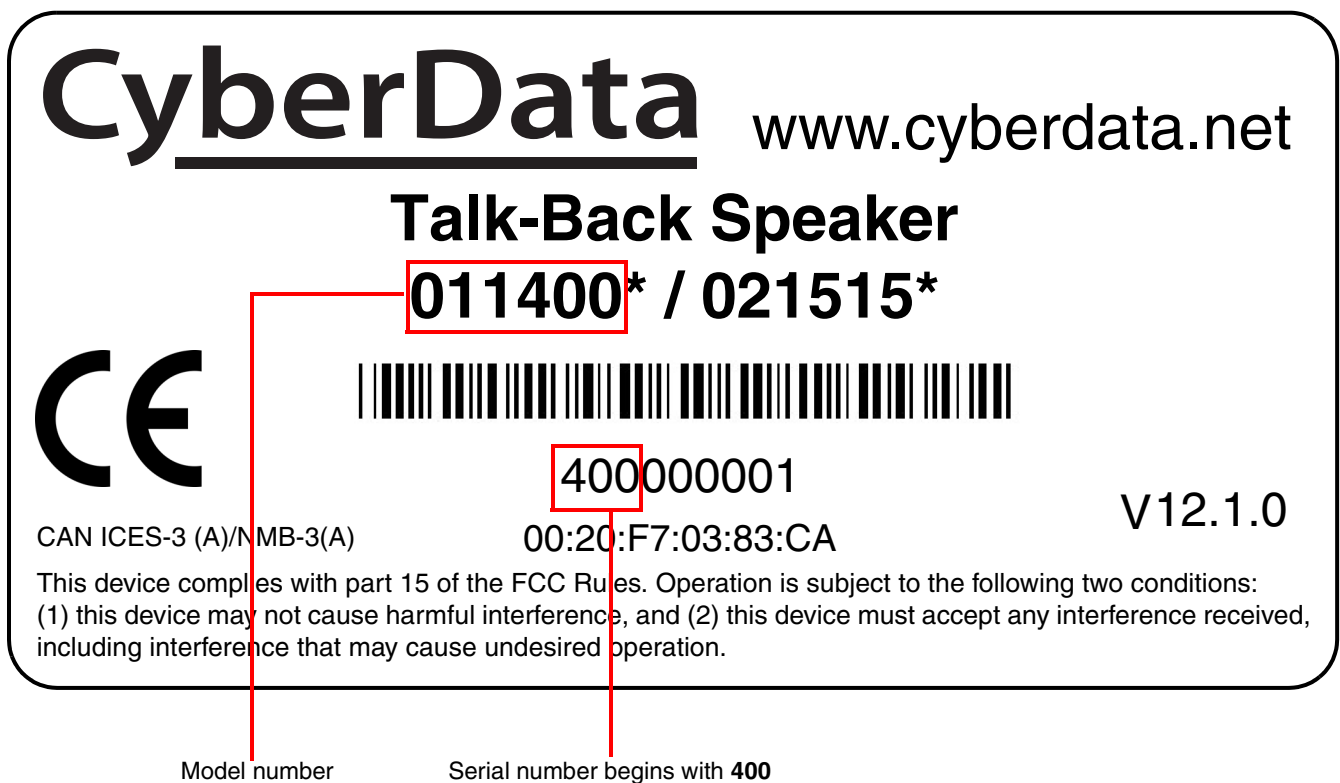 CyberData www.cyberdata.net
Talk-Back Speaker
011400* / 021515*
CE
400000001
V12.1.0
CAN ICES-3 (A)/NMB-3(A) 00:20:F7:03:83:CA
This device complies with part 15 of the FCC Rules. Operation is subject to the following two conditions:
(1) this device may not cause harmful interference, and (2) this device must accept any interference received,
including interference that may cause undesired operation.
Model number Serial number begins with 400